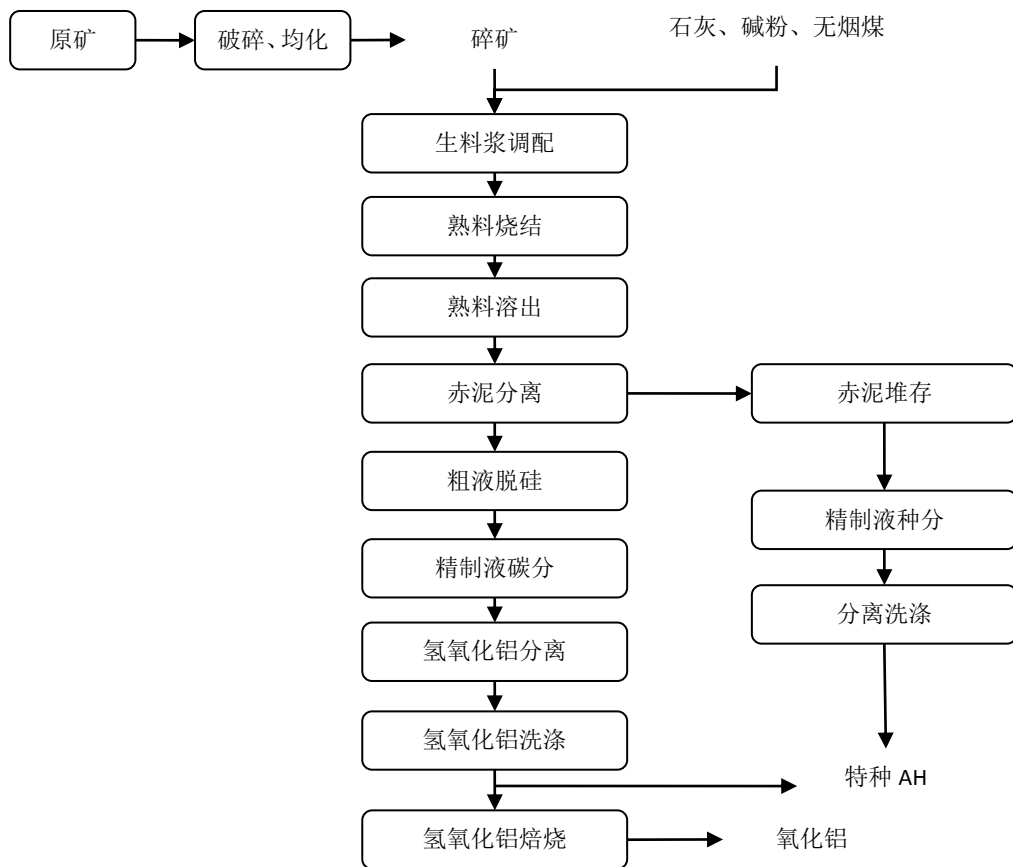 原矿
破碎、均化
碎矿
石灰、碱粉、无烟煤
生料浆调配
熟料烧结
熟料溶出
赤泥分离
赤泥堆存
粗液脱硅
精制液种分
精制液碳分
分离洗涤
氢氧化铝分离
氢氧化铝洗涤
特种 AH
氢氧化铝焙烧
氧化铝